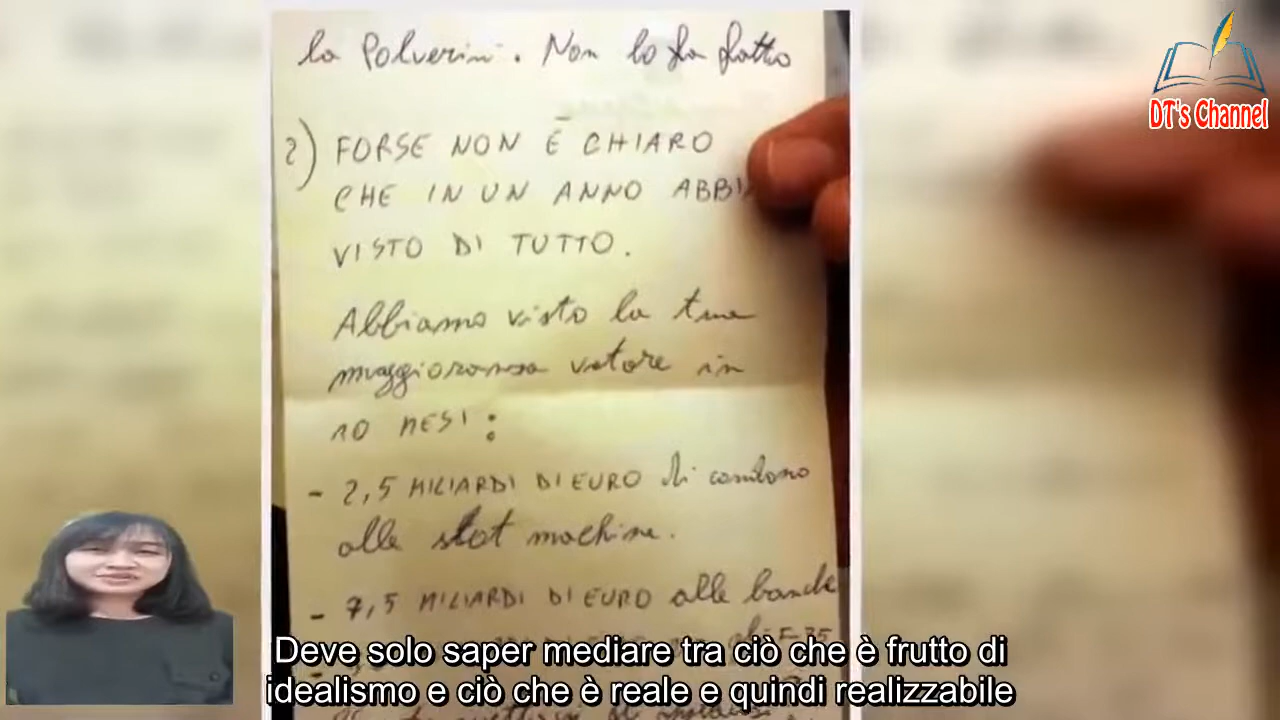 la Polverini. Non lo fa fatto
DT's Channel
2) FORSE NON È CHIARO
CHE IN UN ANNO ABBI
VISTO DI TUTTO.
Abbiamo visto la tua
maggioranza votare in
10 MESI:
- 2,5 MILIARDI DI EURO di condono
alle slot machine.
- 7,5 MILIARDI DI EURO alle banche
F-35
Deve solo saper mediare tra ciò che è frutto di
idealismo e ciò che è reale e quindi realizzabile